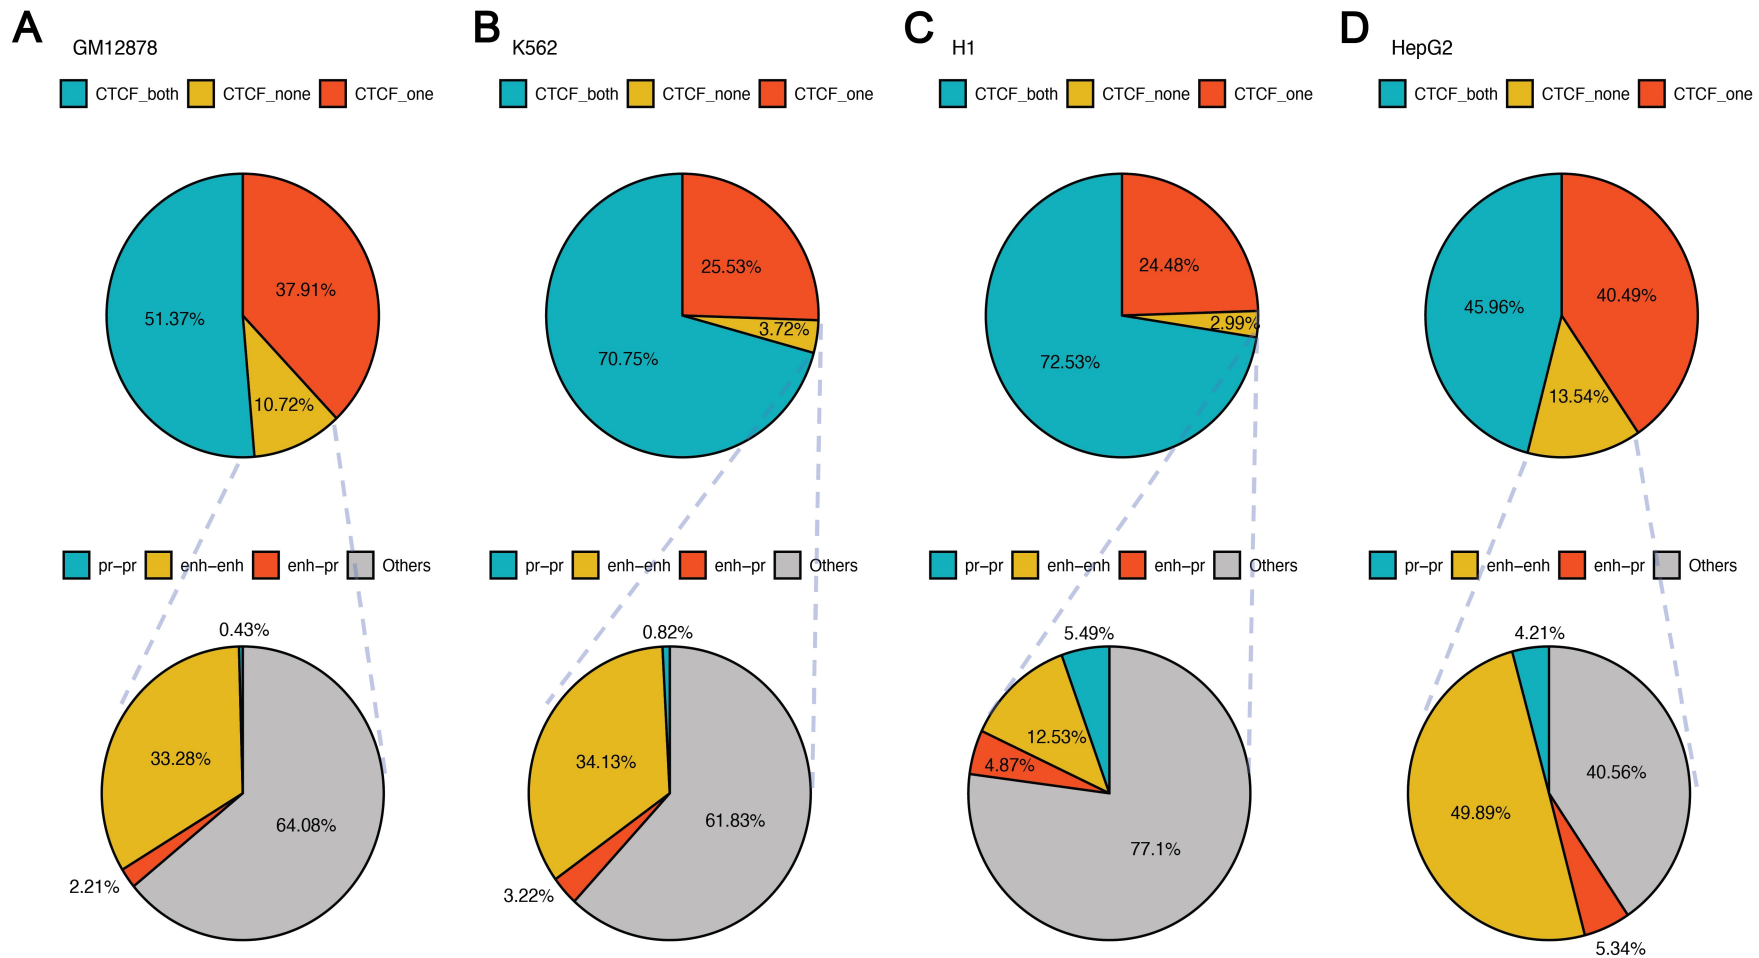 A
GM12878
CTCF_both CTCF_none CTCF_one
37.91%
51.37%
10.72%
pr-pr enh-enh enh-pr Others
0.43%
33.28%
64.08%
2.21%
B
K562
CTCF_both CTCF_none CTCF_one
25.53%
3.72%
70.75%
pr-pr enh-enh enh-pr Others
0.82%
34.13%
61.83%
3.22%
C
H1
CTCF_both CTCF_none CTCF_one
24.48%
2.99%
72.53%
pr-pr enh-enh enh-pr Others
5.49%
12.53%
4.87%
77.1%
D
HepG2
CTCF_both CTCF_none CTCF_one
40.49%
45.96%
13.54%
pr-pr enh-enh enh-pr Others
4.21%
40.56%
49.89%
5.34%